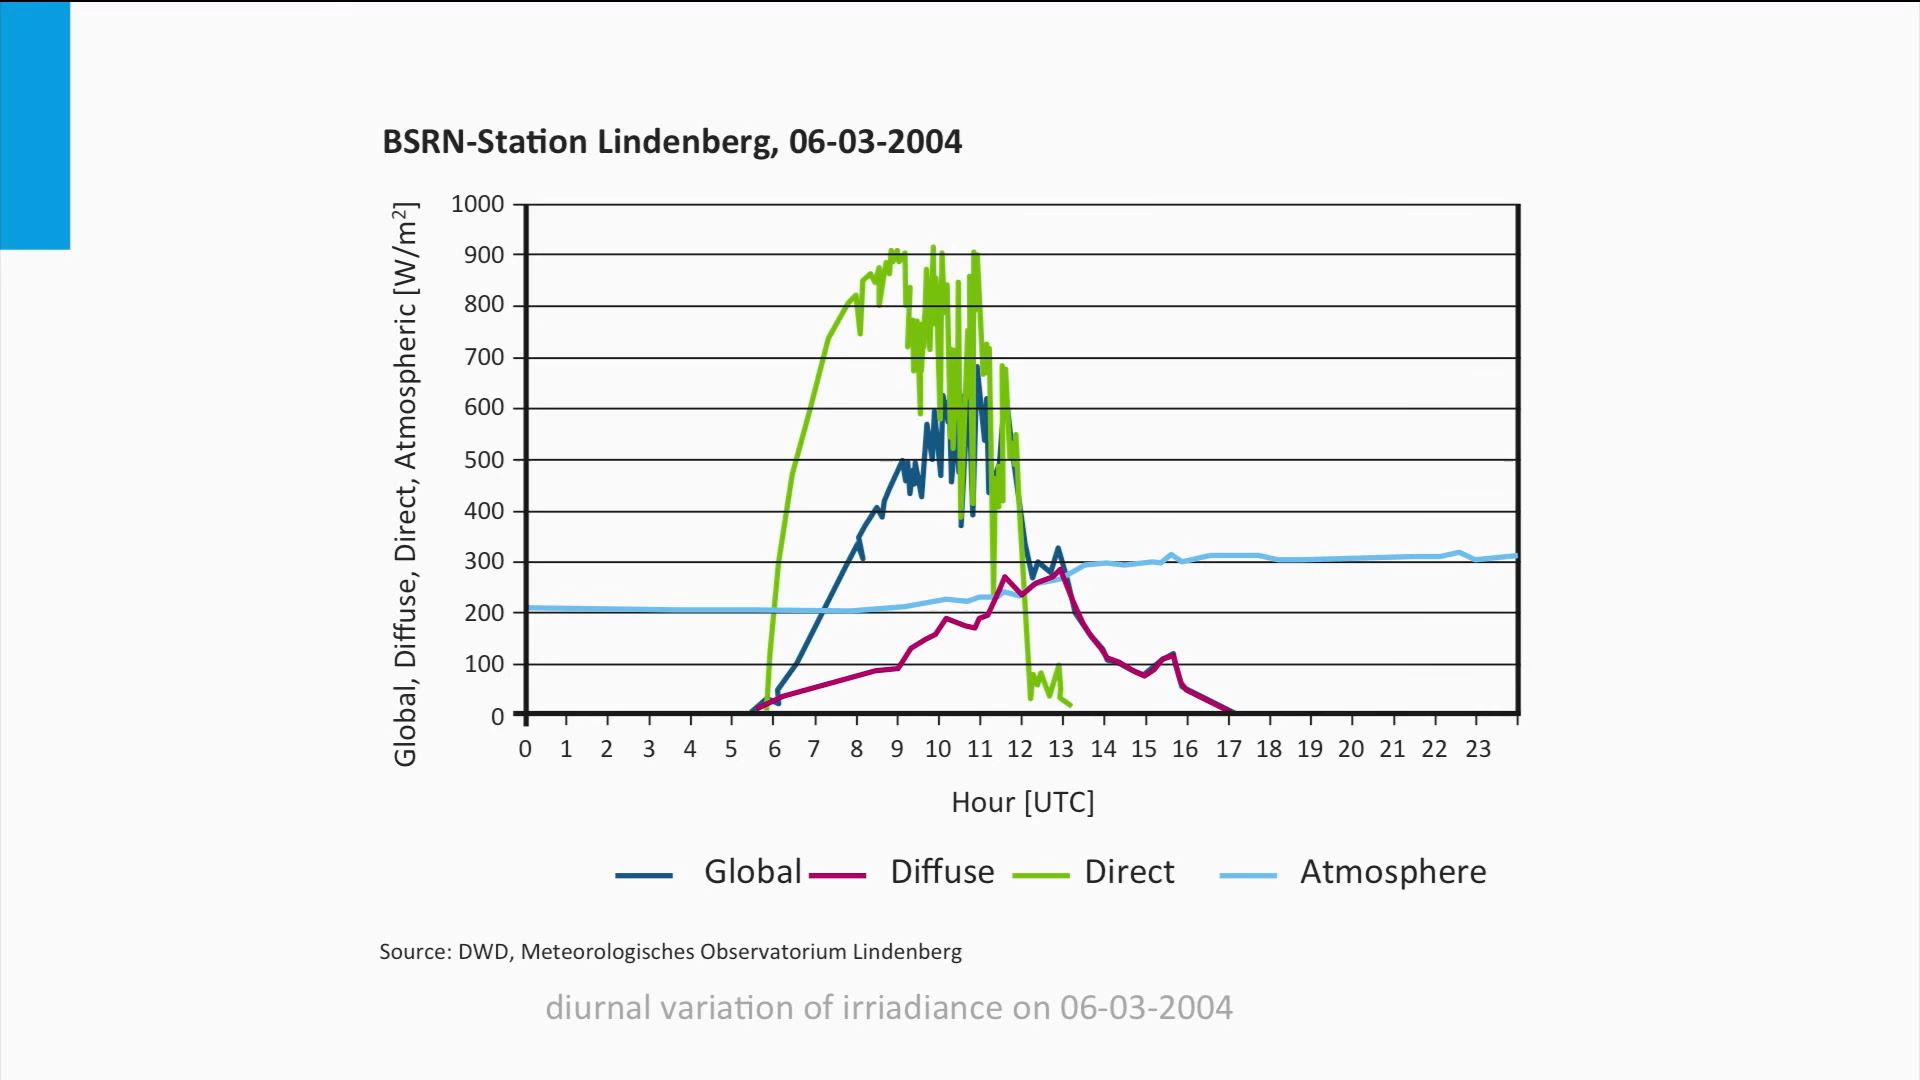 BSRN-Station Lindenberg, 06-03-2004
Global, Diffuse, Direct, Atmospheric [W/m²]
1000
900
800
700
600
500
400
300
200
100
0
0 1 2 3 4 5 6 7 8 9 10 11 12 13 14 15 16 17 18 19 20 21 22 23
Hour [UTC]
Global Diffuse Direct Atmosphere
Source: DWD, Meteorologisches Observatorium Lindenberg
diurnal variation of irriadiance on 06-03-2004